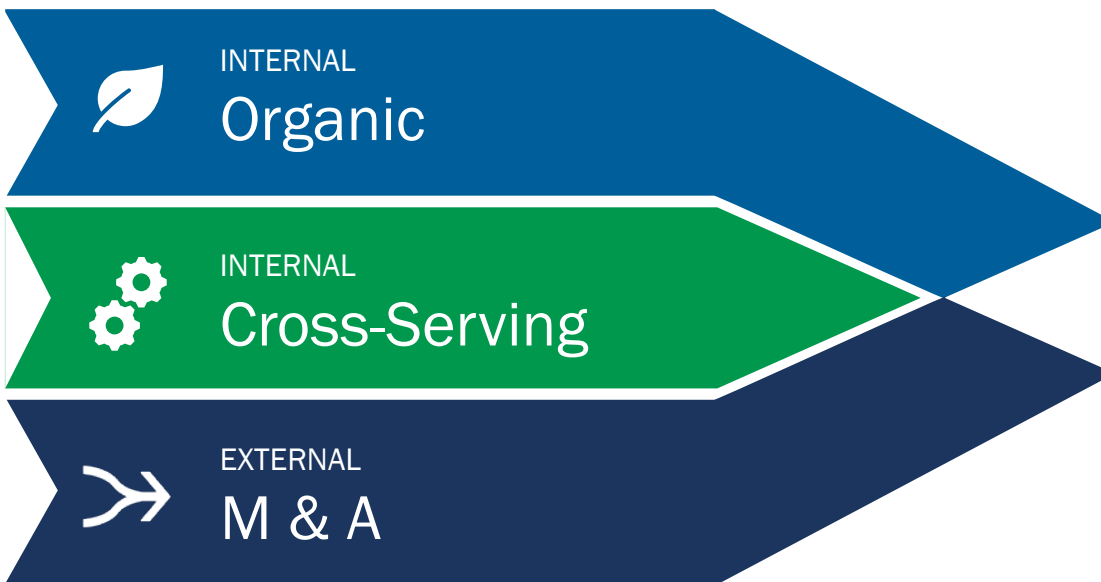 INTERNAL
Organic
INTERNAL
Cross-Serving
EXTERNAL
M & A